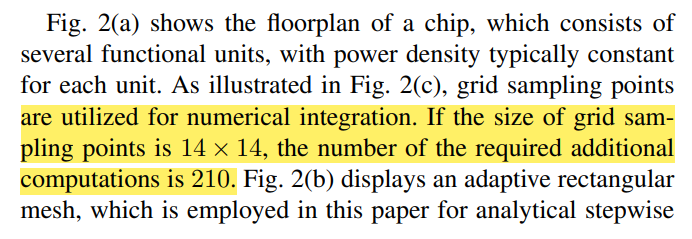 Fig. 2(a) shows the floorplan of a chip, which consists of
several functional units, with power density typically constant
for each unit. As illustrated in Fig. 2(c), grid sampling points
are utilized for numerical integration. If the size of grid sam-
pling points is 14 × 14, the number of the required additional
computations is 210. Fig. 2(b) displays an adaptive rectangular
mesh, which is employed in this paper for analytical stepwise